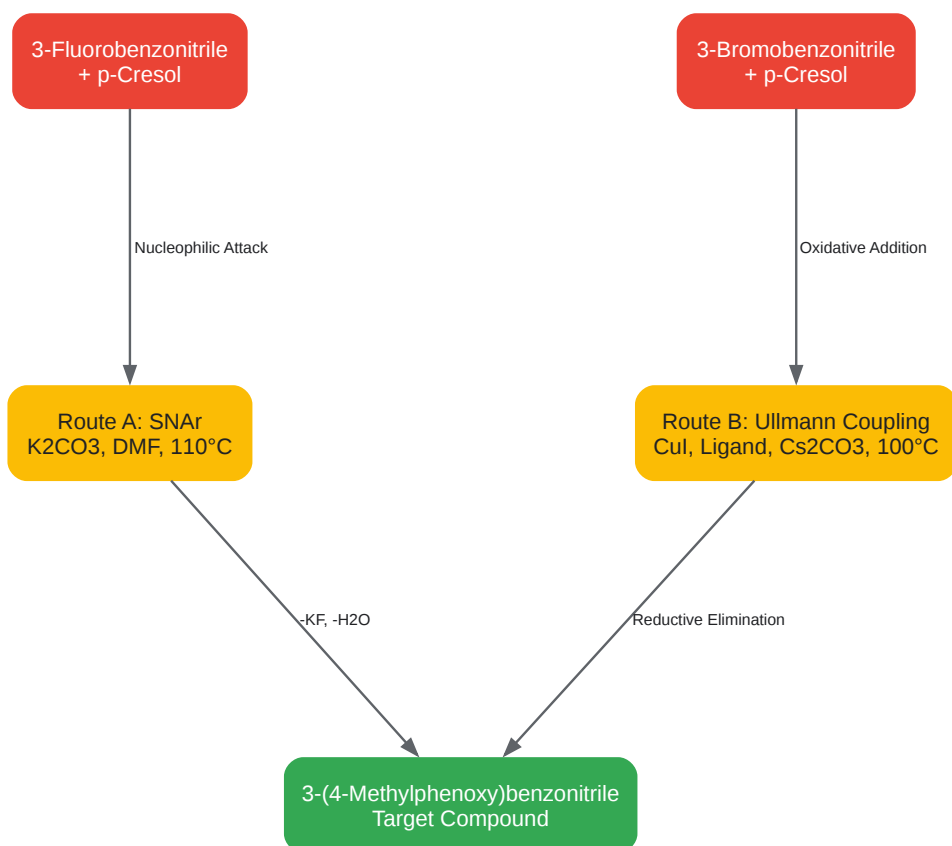 3-Fluorobenzonitrile
+ p-Cresol
3-Bromobenzonitrile
+ p-Cresol
Nucleophilic Attack
Oxidative Addition
Route A: SNAr
K2CO3, DMF, 110°C
Route B: Ullmann Coupling
CuI, Ligand, Cs2CO3, 100°C
-KF, -H2O
Reductive Elimination
3-(4-Methylphenoxy)benzonitrile
Target Compound